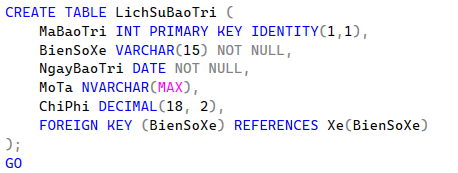 CREATE TABLE LichSuBaoTri (
    MaBaoTri INT PRIMARY KEY IDENTITY(1,1),
    BienSoXe VARCHAR(15) NOT NULL,
    NgayBaoTri DATE NOT NULL,
    MoTa NVARCHAR(MAX),
    ChiPhi DECIMAL(18, 2),
    FOREIGN KEY (BienSoXe) REFERENCES Xe(BienSoXe)
);
GO